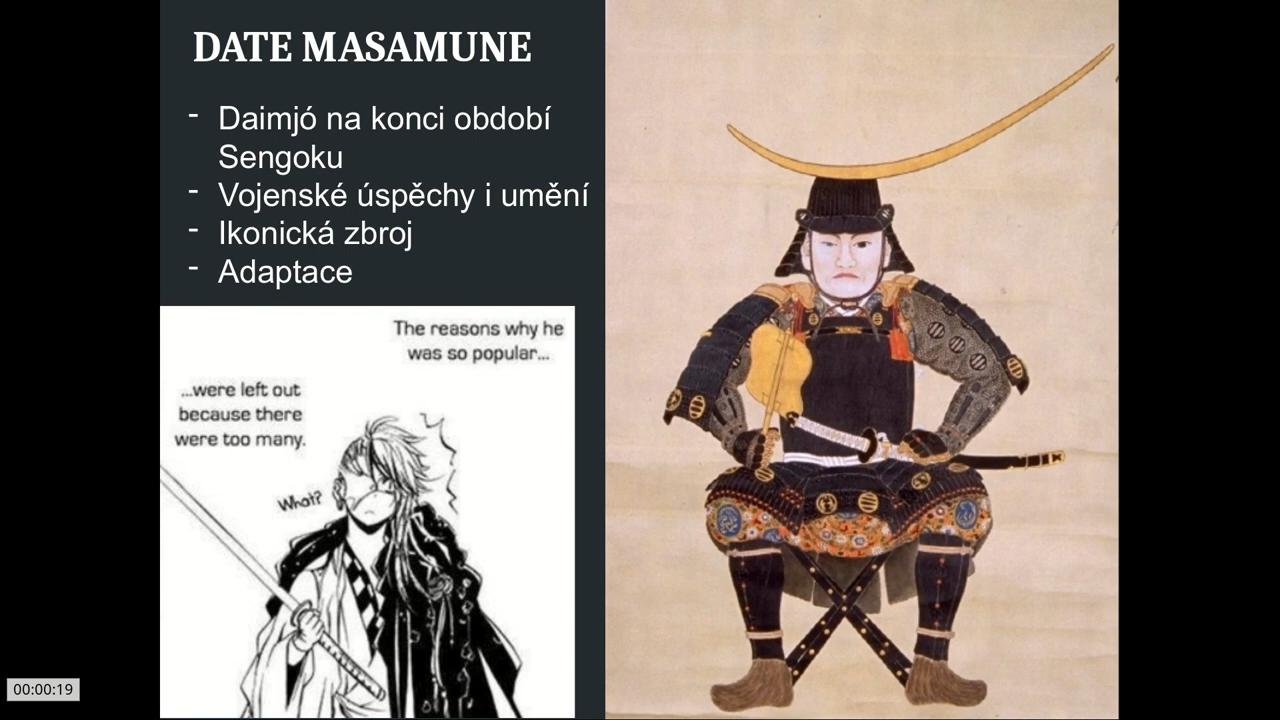 DATE MASAMUNE
- Daimjó na konci období
Sengoku
- Vojenské úspěchy i umění
- Ikonická zbroj
- Adaptace
The reasons why he
was so popular...
...were left out
because there
were too many.
What?
00:00:19